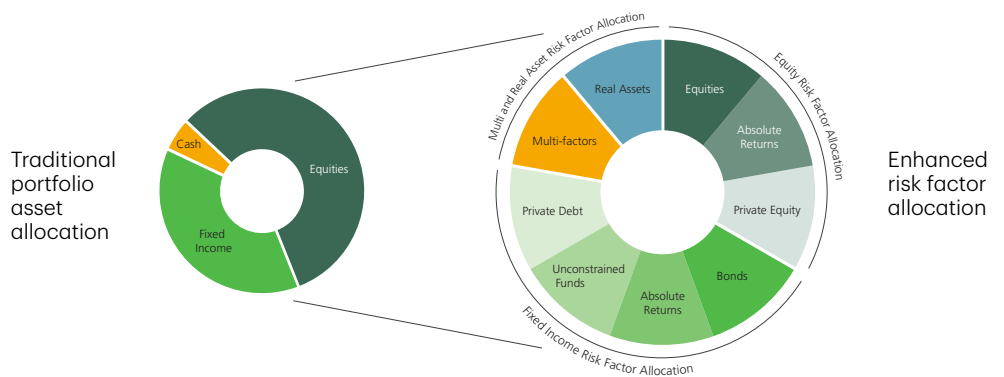 Traditional
portfolio
asset
allocation
Cash
Equities
Fixed
Income
Multi and Real Asset Risk Factor Allocation
Equity Risk Factor Allocation
Fixed Income Risk Factor Allocation
Real Assets
Equities
Multi-factors
Absolute
Returns
Private Debt
Private Equity
Unconstrained
Funds
Absolute
Returns
Bonds
Enhanced
risk factor
allocation